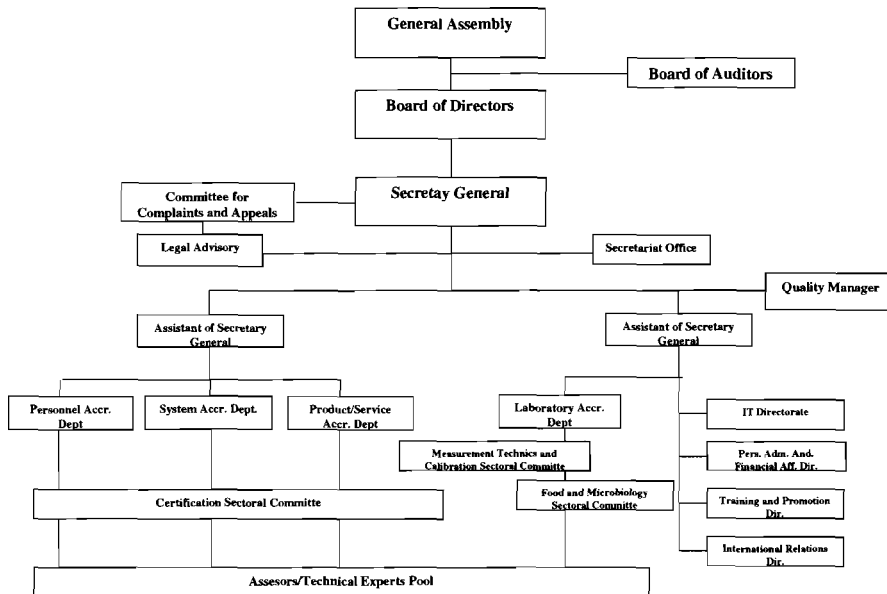 General Assembly
Board of Auditors
Board of Directors
Secretay General
Committee for
Complaints and Appeals
Legal Advisory
Secretariat Office
Quality Manager
Assistant of Secretary
General
Assistant of Secretary
General
Personnel Accr.
Dept
System Accr. Dept.
Product/Service
Accr. Dept
Laboratory Accr.
Dept
IT Directorate
Measurement Technics and
Calibration Sectoral Committe
Pers. Adm. And.
Financial Aff. Dir.
Certification Sectoral Committe
Food and Microbiology
Sectoral Committe
Training and Promotion
Dir.
International Relations
Dir.
Assesors/Technical Experts Pool